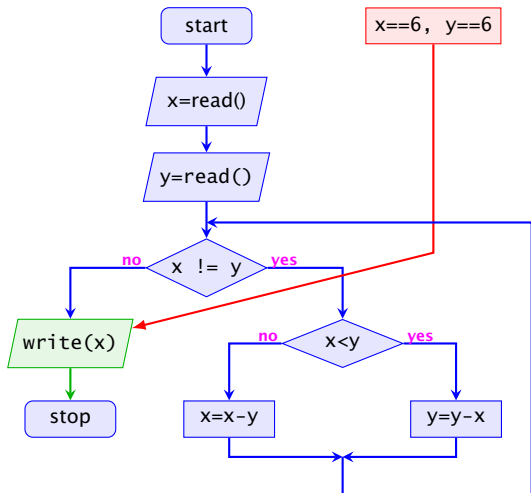 start
x==6, y==6
x=read()
y=read()
x != y
no
yes
write(x)
x<y
no
yes
stop
x=x-y
y=y-x